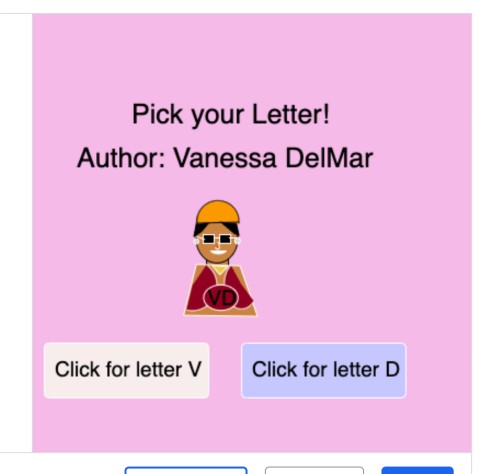 Pick your Letter!
Author: Vanessa DelMar
VD
Click for letter V
Click for letter D